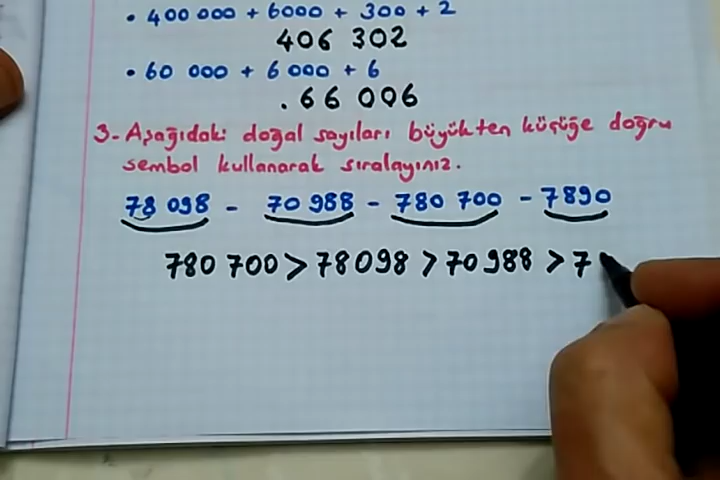 • 400 000 + 6000 + 300 + 2
406 302
• 60 000 + 6 000 + 6
.66 006
3- Aşağıdaki doğal sayıları büyükten küçüğe doğru
sembol kullanarak sıralayınız.
78 098 - 70 988 - 780 700 - 7890
780 700 > 78098 > 70988 > 7